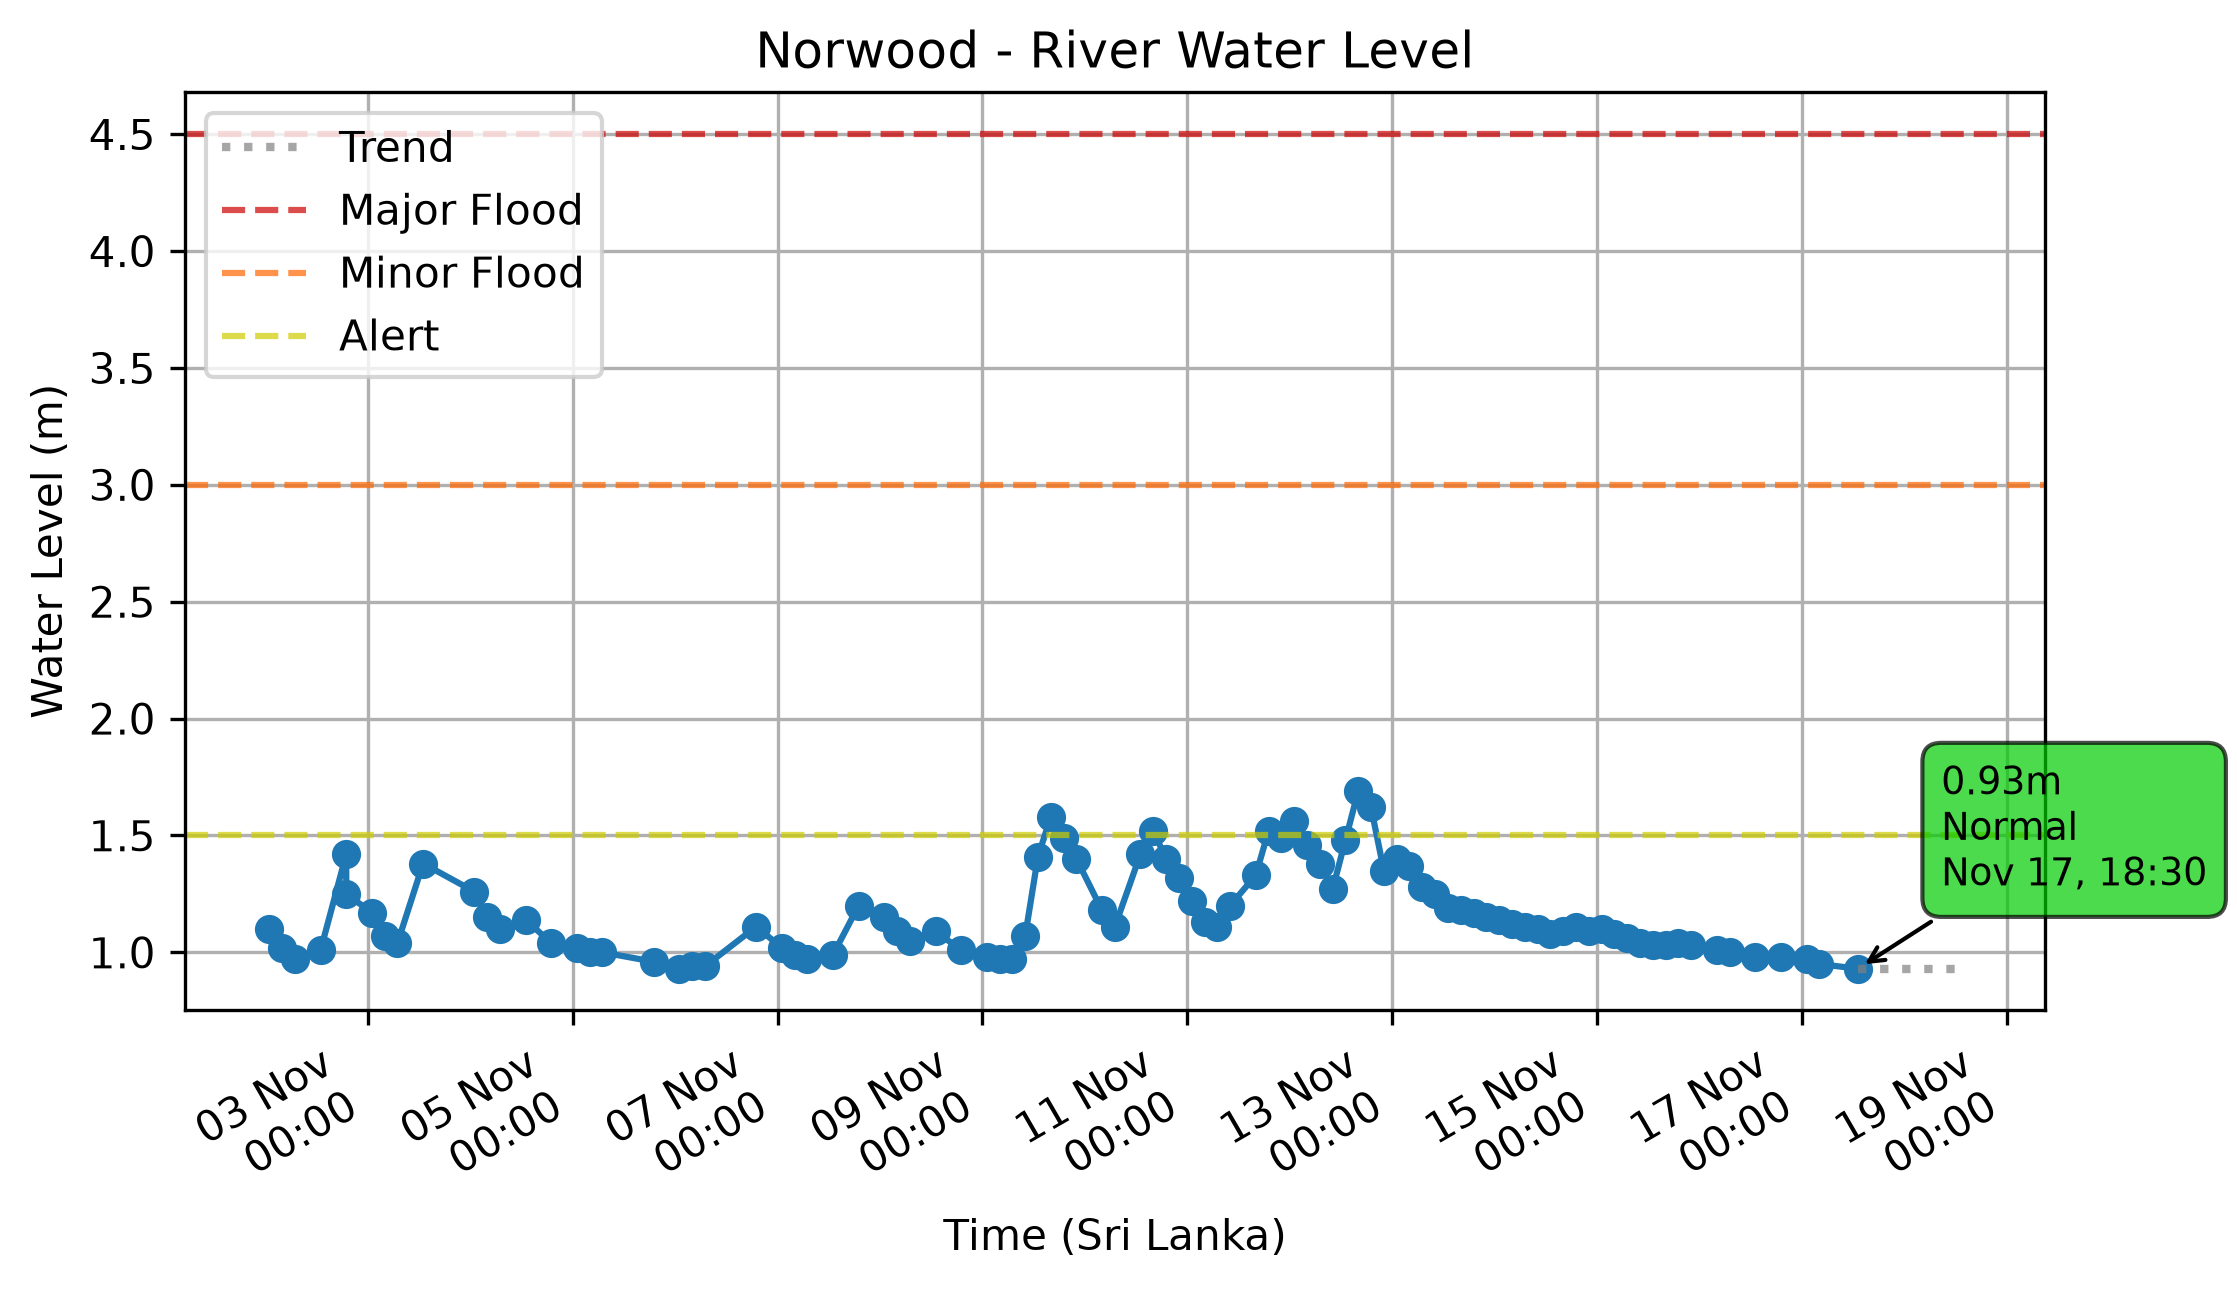 Norwood - River Water Level
Trend
Major Flood
Minor Flood
Alert
4.5
4.0
3.5
3.0
2.5
2.0
1.5
1.0
Water Level (m)
0.93m
Normal
Nov 17, 18:30
03 Nov
00:00
05 Nov
00:00
07 Nov
00:00
09 Nov
00:00
11 Nov
00:00
13 Nov
00:00
15 Nov
00:00
17 Nov
00:00
19 Nov
00:00
Time (Sri Lanka)